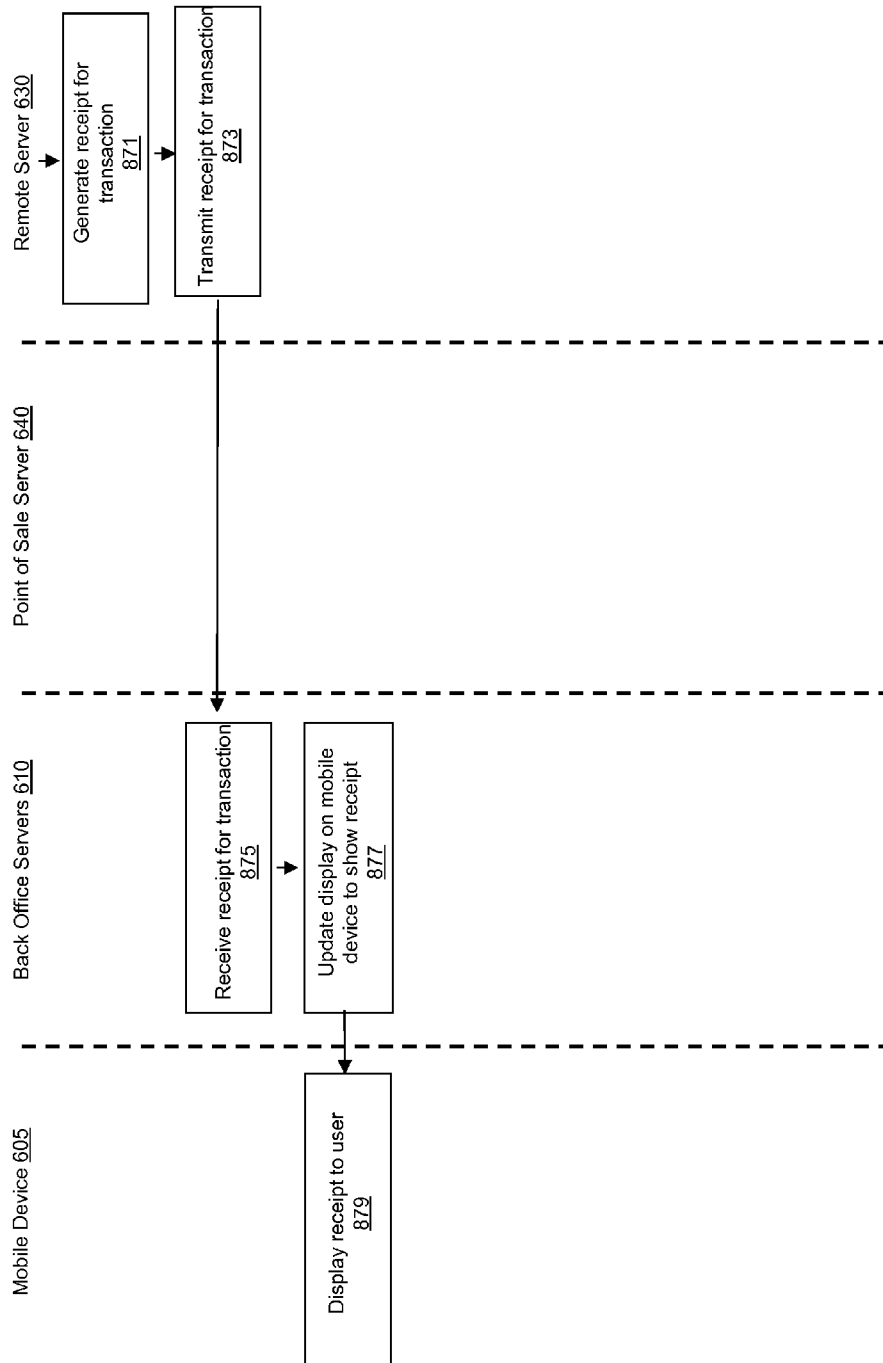 Mobile Device 605
Back Office Servers 610
Point of Sale Server 640
Remote Server 630
Generate receipt for
transaction
871
Transmit receipt for transaction
873
Receive receipt for transaction
875
Update display on mobile
device to show receipt
877
Display receipt to user
879